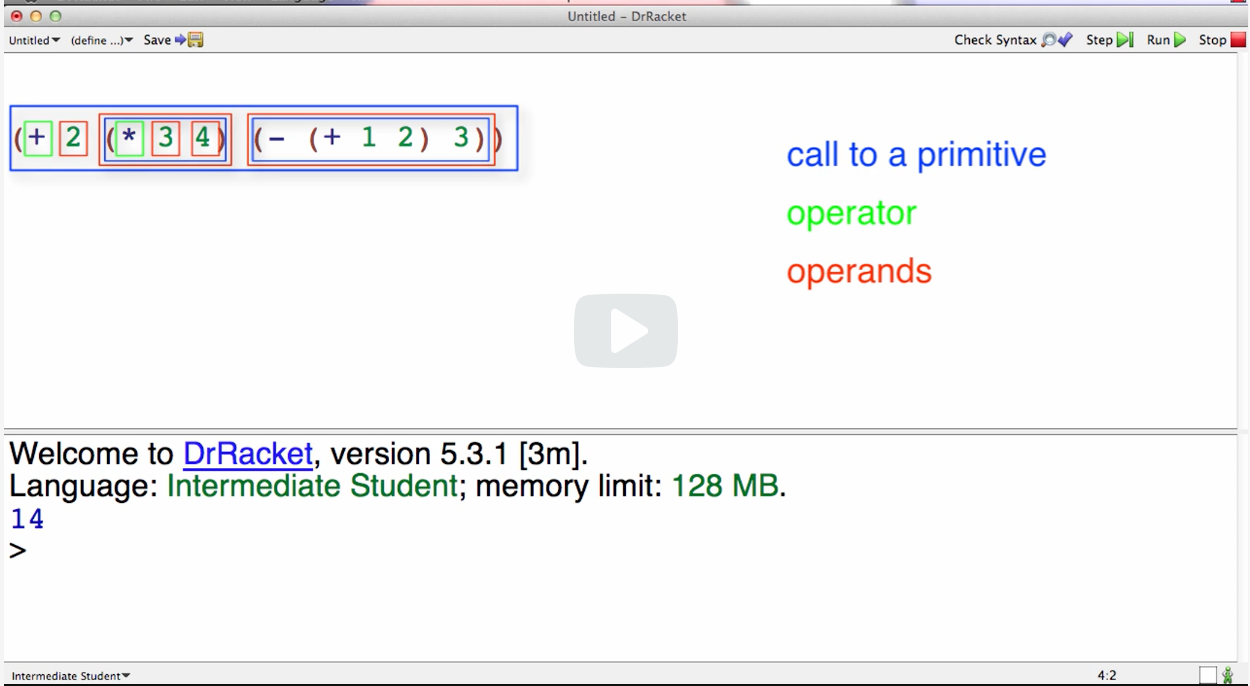 Untitled – DrRacket
Untitled (define ...) Save Check Syntax Step Run Stop
(+ 2 (* 3 4) (- (+ 1 2) 3))
call to a primitive
operator
operands
Welcome to DrRacket, version 5.3.1 [3m].
Language: Intermediate Student; memory limit: 128 MB.
14
>
Intermediate Student 4:2